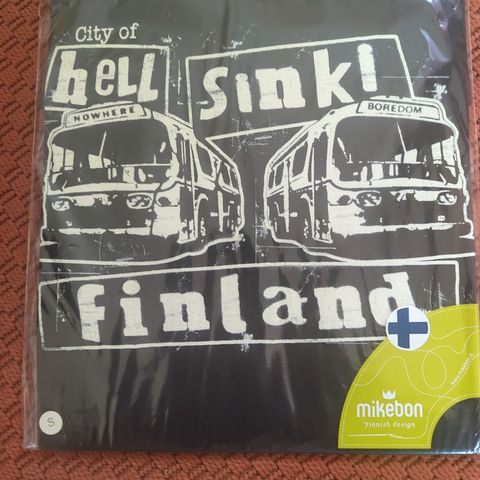 City of
hell Sinki
NOWHERE BOREDOM
finland
mikebon
Finnish design
S